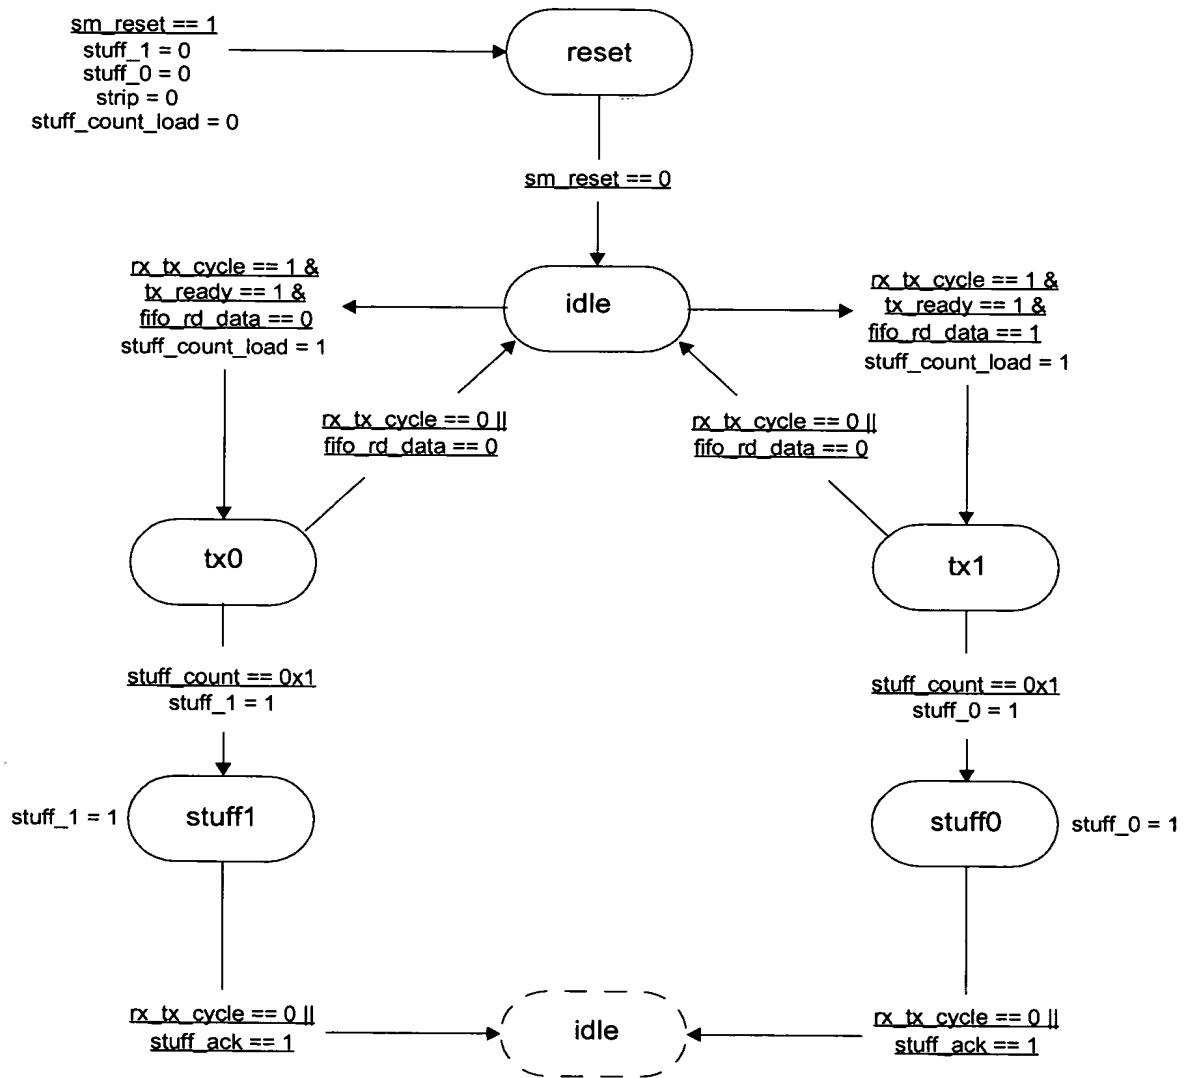 sm_reset == 1
stuff_1 = 0
stuff_0 = 0
strip = 0
stuff_count_load = 0
reset
sm_reset == 0
idle
rx_tx_cycle == 1 &
tx_ready == 1 &
fifo_rd_data == 0
stuff_count_load = 1
rx_tx_cycle == 1 &
tx_ready == 1 &
fifo_rd_data == 1
stuff_count_load = 1
rx_tx_cycle == 0 ||
fifo_rd_data == 0
rx_tx_cycle == 0 ||
fifo_rd_data == 0
tx0
tx1
stuff_count == 0x1
stuff_1 = 1
stuff_count == 0x1
stuff_0 = 1
stuff_1 = 1
stuff1
stuff0
stuff_0 = 1
rx_tx_cycle == 0 ||
stuff_ack == 1
idle
rx_tx_cycle == 0 ||
stuff_ack == 1